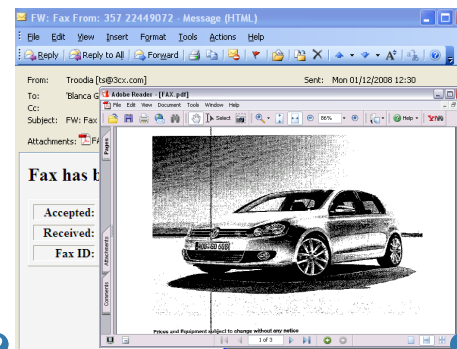 FW: Fax From: 357 22449072 - Message (HTML)
File Edit View Insert Format Tools Actions Help
Reply Reply to All Forward
From: Troodia [ts@3cx.com] Sent: Mon 01/12/2008 12:30
To: 'Blanca G
Cc:
Subject: FW: Fax
Attachments: FA
Adobe Reader - [FAX.pdf]
File Edit View Document Tools Window Help
Select 86% Help
Pages
Fax has b
Accepted:
Received:
Fax ID:
Attachments
Comments
Prices and Equipment subject to change without any notice
1 of 3